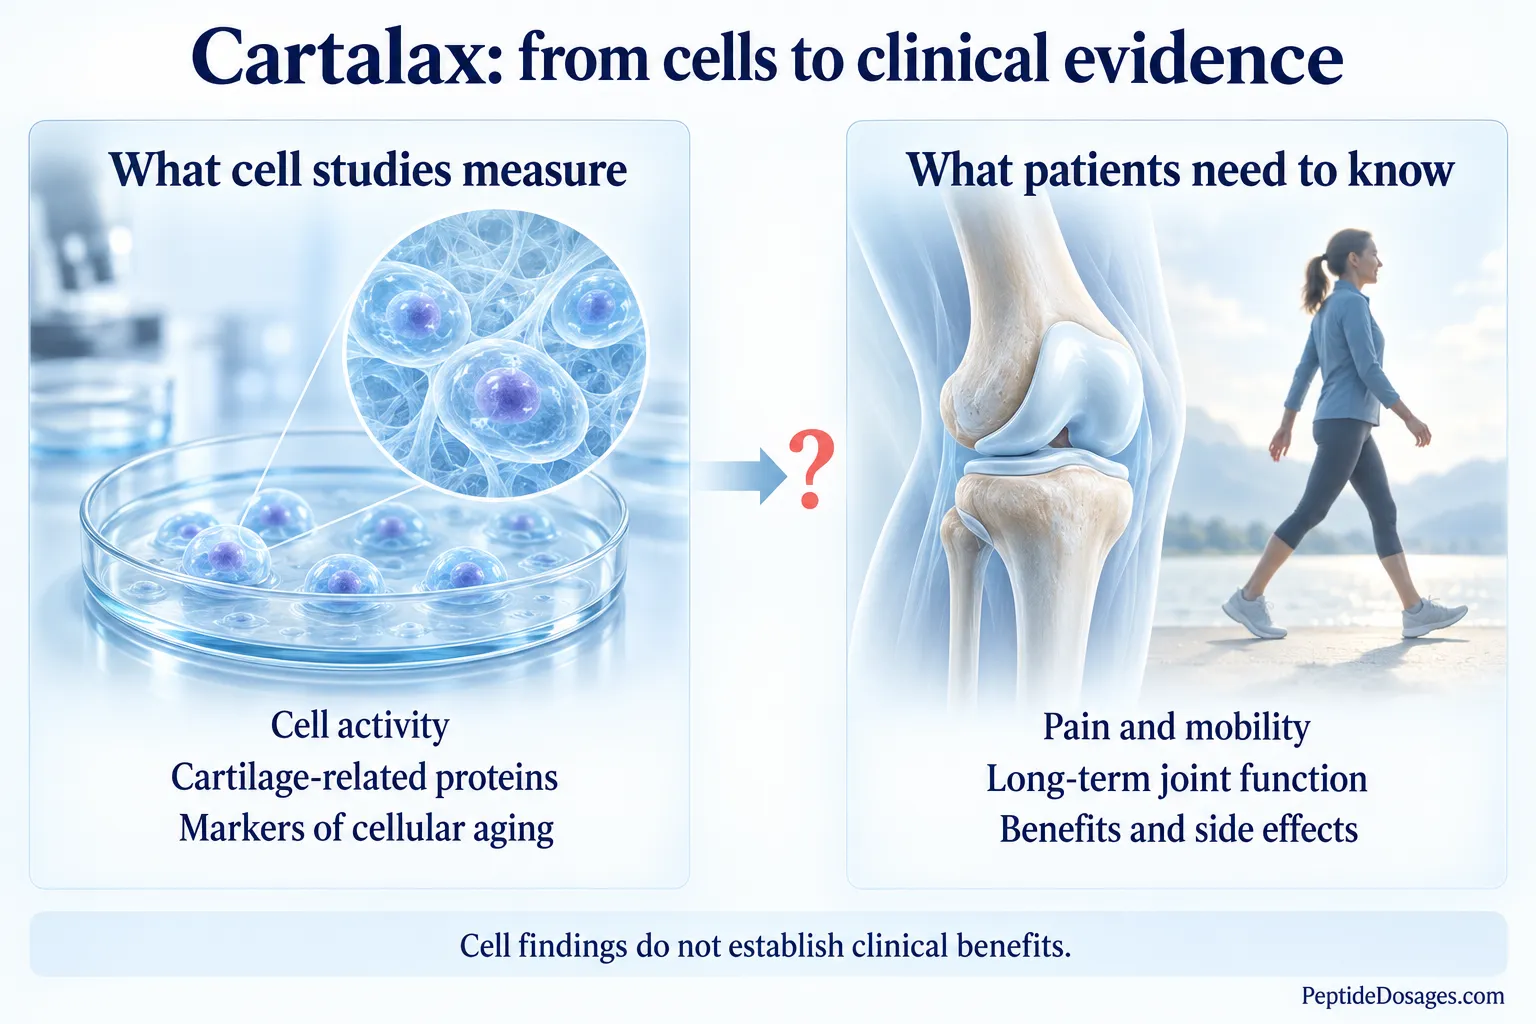 Cartalax: from cells to clinical evidence
What cell studies measure
Cell activity
Cartilage-related proteins
Markers of cellular aging
?
What patients need to know
Pain and mobility
Long-term joint function
Benefits and side effects
Cell findings do not establish clinical benefits.
PeptideDosages.com